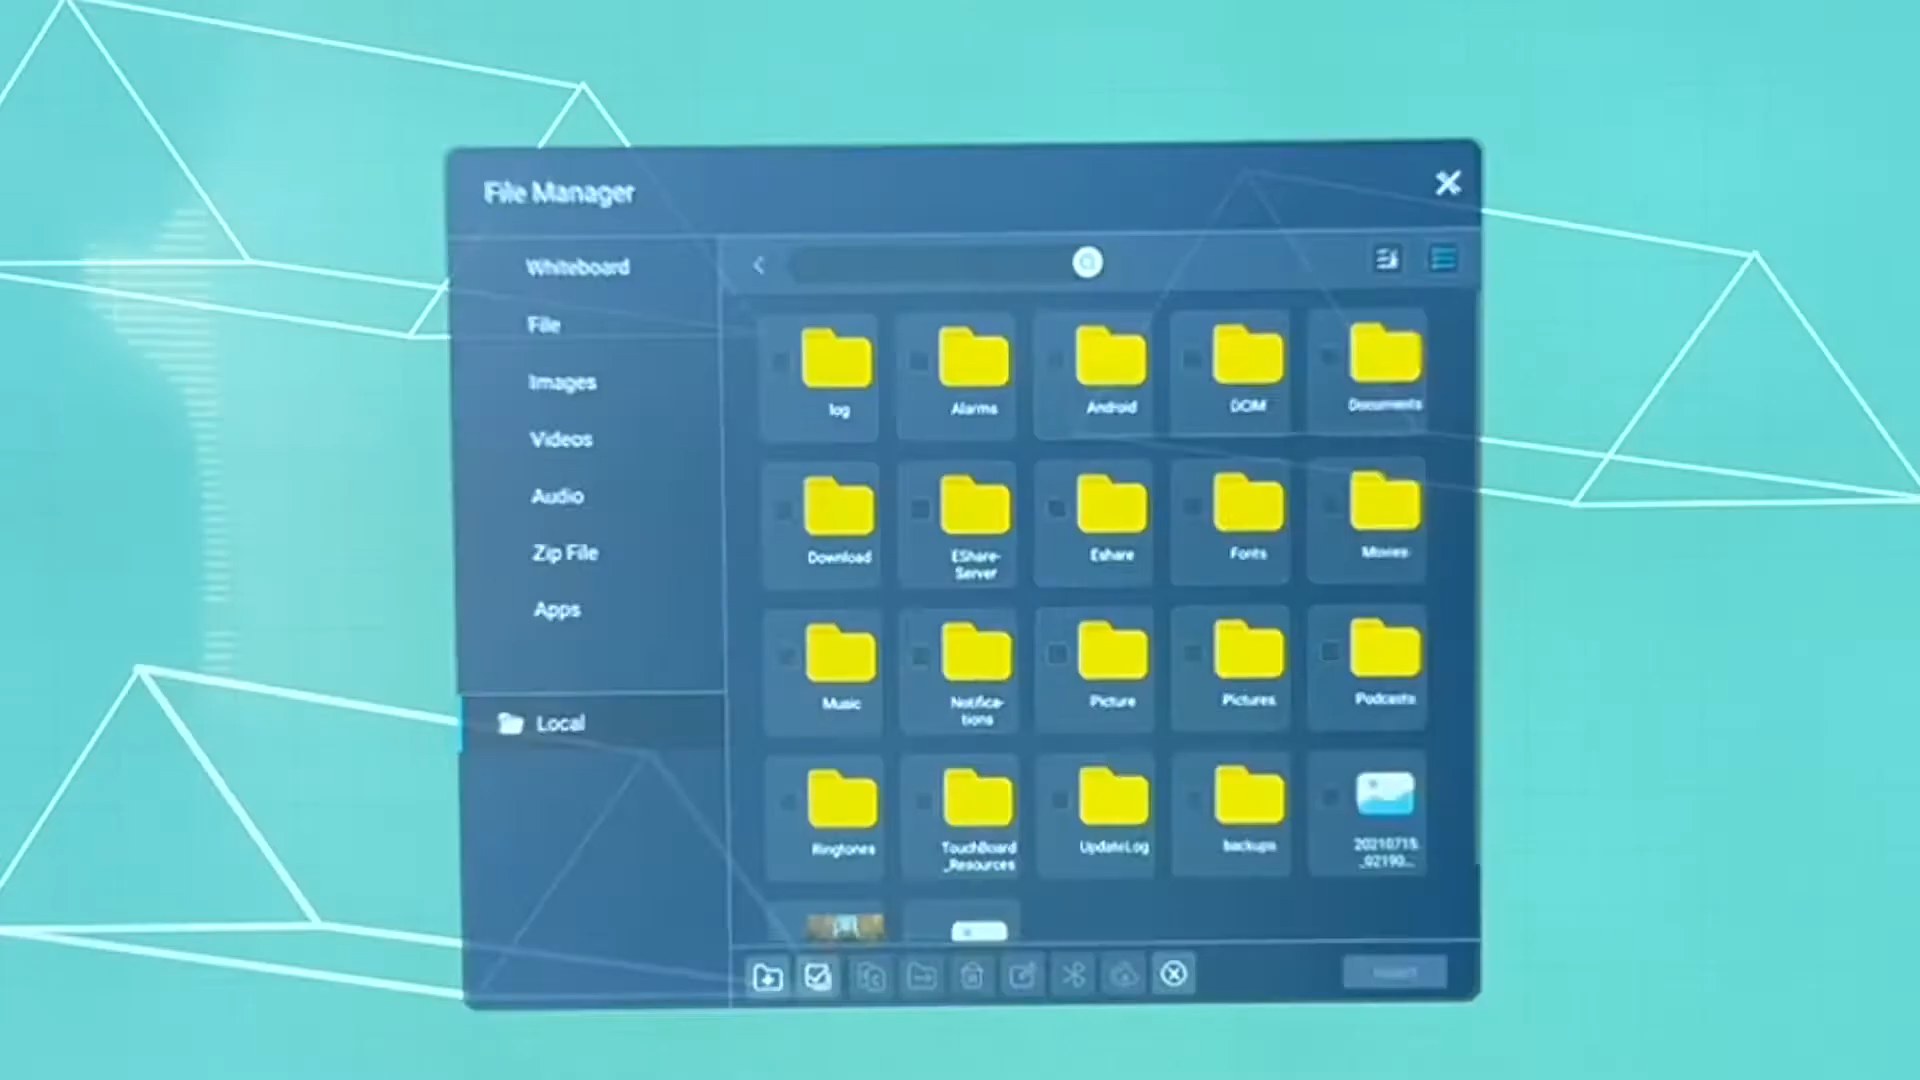 File Manager
Whiteboard
File
Images
Videos
Audio
Zip File
Apps
Local
log
Alarms
Android
DCIM
Documents
Download
EShare-
Server
Eshare
Fonts
Movies
Music
Notifica-
tions
Picture
Pictures
Podcasts
Ringtones
TouchBoard
_Resources
UpdateLog
backups
20210715
_02190...